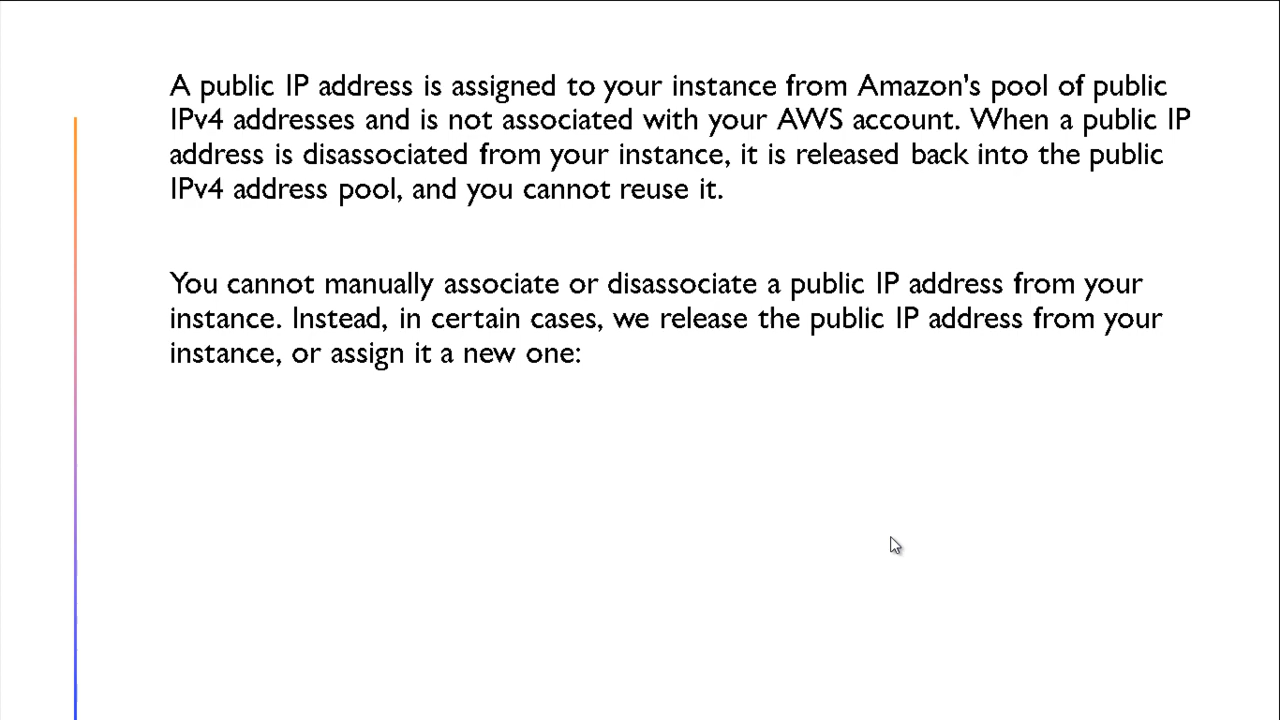 A public IP address is assigned to your instance from Amazon's pool of public
IPv4 addresses and is not associated with your AWS account. When a public IP
address is disassociated from your instance, it is released back into the public
IPv4 address pool, and you cannot reuse it.
You cannot manually associate or disassociate a public IP address from your
instance. Instead, in certain cases, we release the public IP address from your
instance, or assign it a new one: